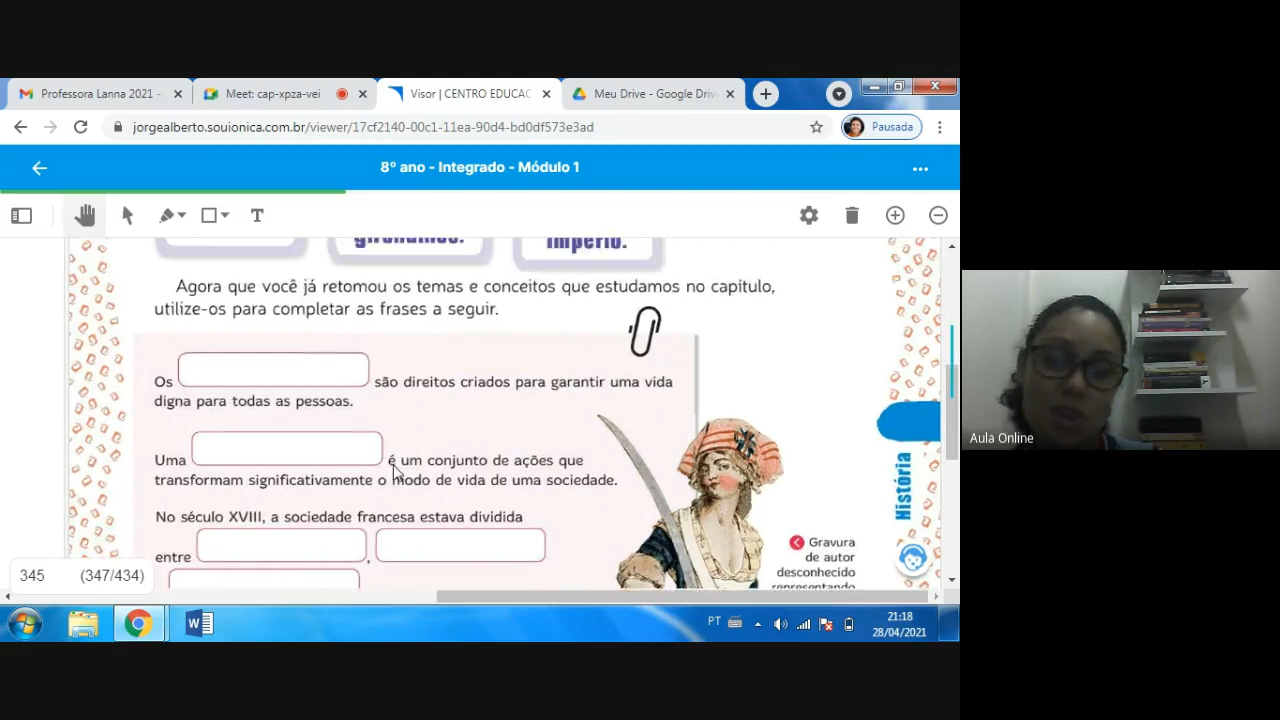 Professora Lanna 2021 -
Meet: cap-xpza-vei
Visor | CENTRO EDUCAC
Meu Drive - Google Driv
jorgealberto.souionica.com.br/viewer/17cf2140-00c1-11ea-90d4-bd0df573e3ad
Pausada
8º ano - Integrado - Módulo 1
T
girondinos.
império.
Agora que você já retomou os temas e conceitos que estudamos no capítulo,
utilize-os para completar as frases a seguir.
Os são direitos criados para garantir uma vida
digna para todas as pessoas.
Uma é um conjunto de ações que
transformam significativamente o modo de vida de uma sociedade.
No século XVIII, a sociedade francesa estava dividida
entre ,
História
Gravura
de autor
desconhecido
representando
345 (347/434)
PT
21:18
28/04/2021
Aula Online